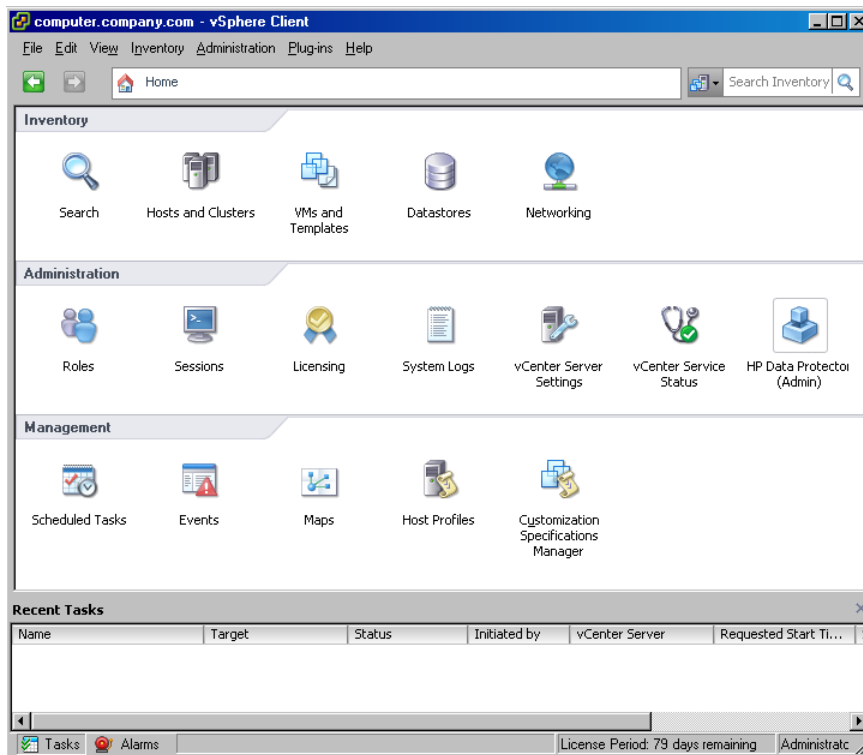 computer.company.com - vSphere Client
File Edit View Inventory Administration Plug-ins Help
Home
Search Inventory
Inventory
Search
Hosts and Clusters
VMs and
Templates
Datastores
Networking
Administration
Roles
Sessions
Licensing
System Logs
vCenter Server
Settings
vCenter Service
Status
HP Data Protector
(Admin)
Management
Scheduled Tasks
Events
Maps
Host Profiles
Customization
Specifications
Manager
Recent Tasks
Name Target Status Initiated by vCenter Server Requested Start Ti...
Tasks Alarms License Period: 79 days remaining Administratc